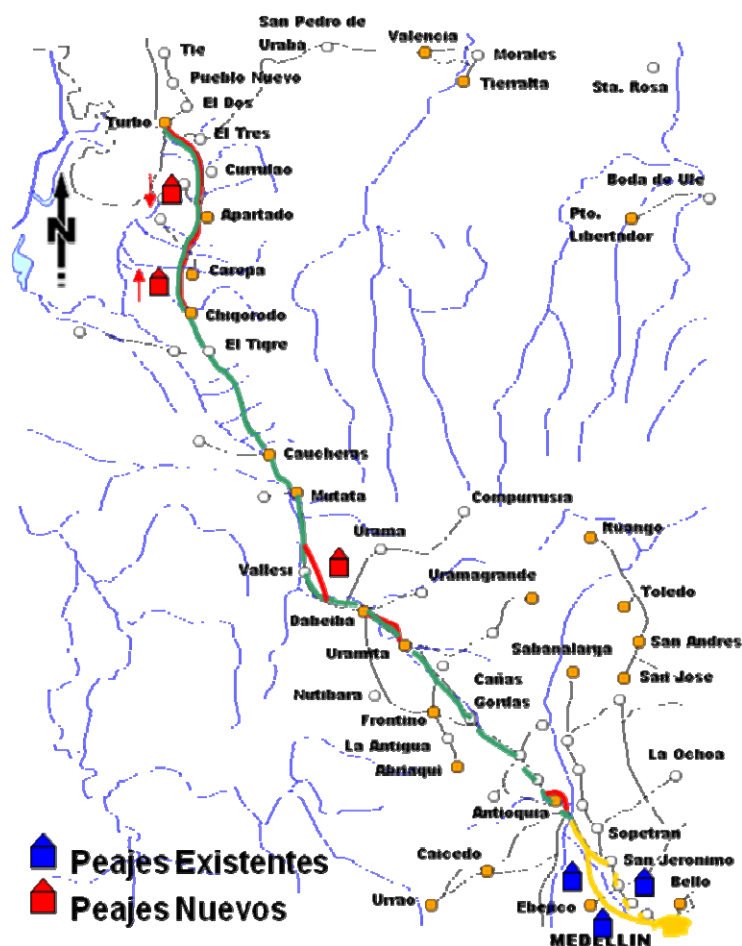 San Pedro de
Uraba
Valencia
Tie
Morales
Pueblo Nuevo
Tierralta
Sta. Rosa
El Dos
Turbo
El Tres
Currulao
Boda de Ule
Pto.
Libertador
N
Apartado
Carepa
Chigorodo
El Tigre
Caucheras
Mutata
Compurrusia
Urama
Ituango
Vallesi
Uramagrande
Toledo
Dabeiba
San Andres
Uramita
Sabanalarga
Cañas
Gordas
San Jose
Nutibara
Frontino
La Antigua
La Ochoa
Abriaqui
Antioquia
Sopetran
Caicedo
San Jeronimo
Bello
Urrao
Ebejico
MEDELLIN
Peajes Existentes
Peajes Nuevos